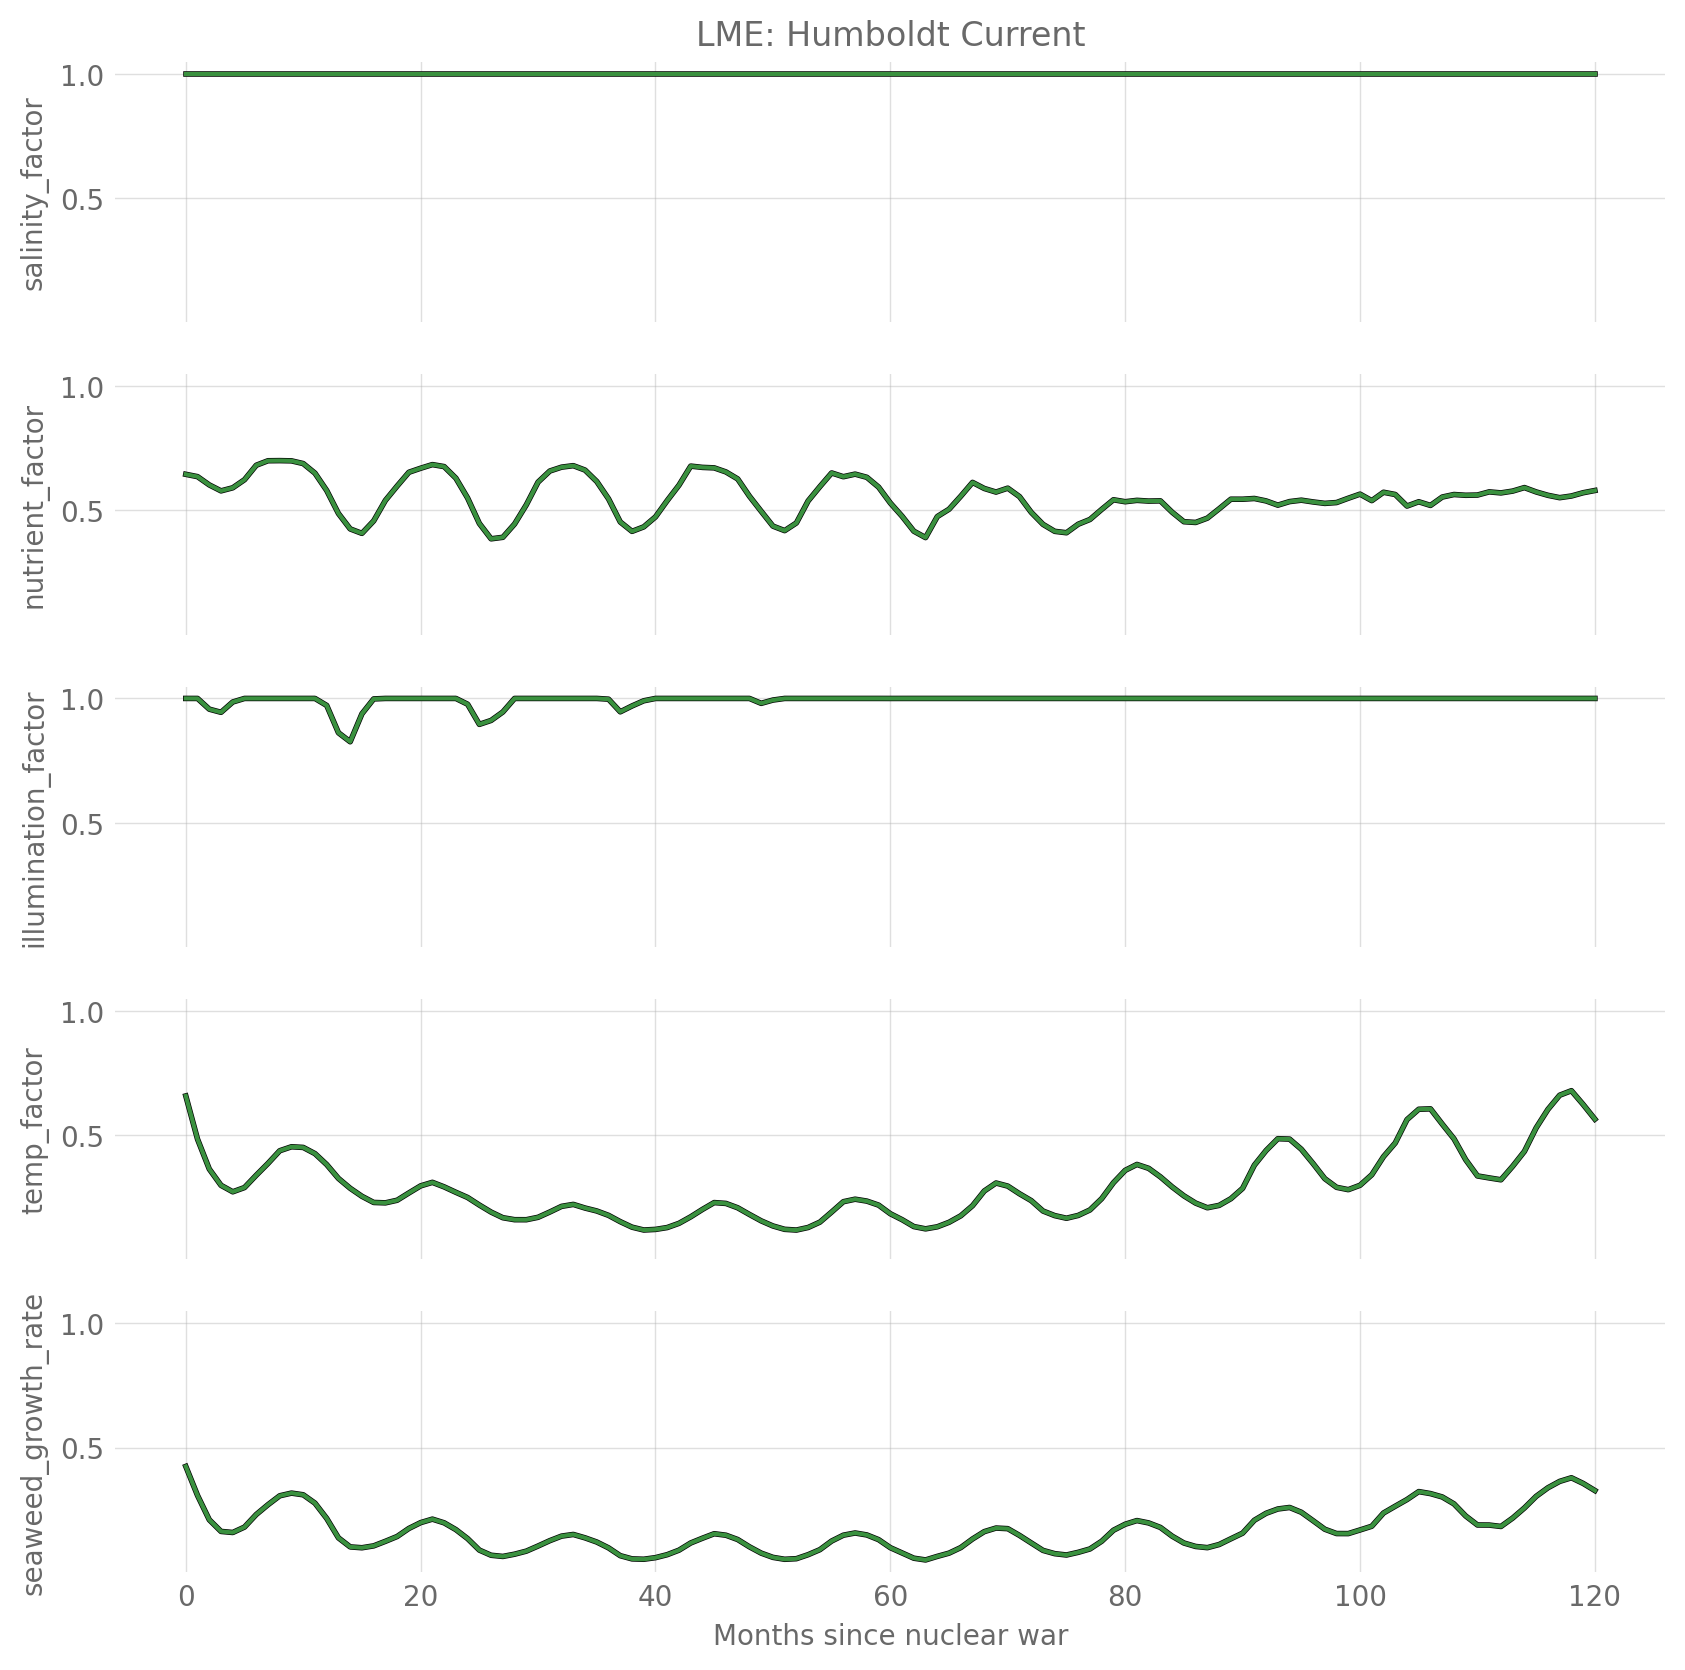 LME: Humboldt Current
1.0
0.5
salinity_factor
1.0
0.5
nutrient_factor
1.0
0.5
illumination_factor
1.0
0.5
temp_factor
1.0
0.5
seaweed_growth_rate
0 20 40 60 80 100 120
Months since nuclear war